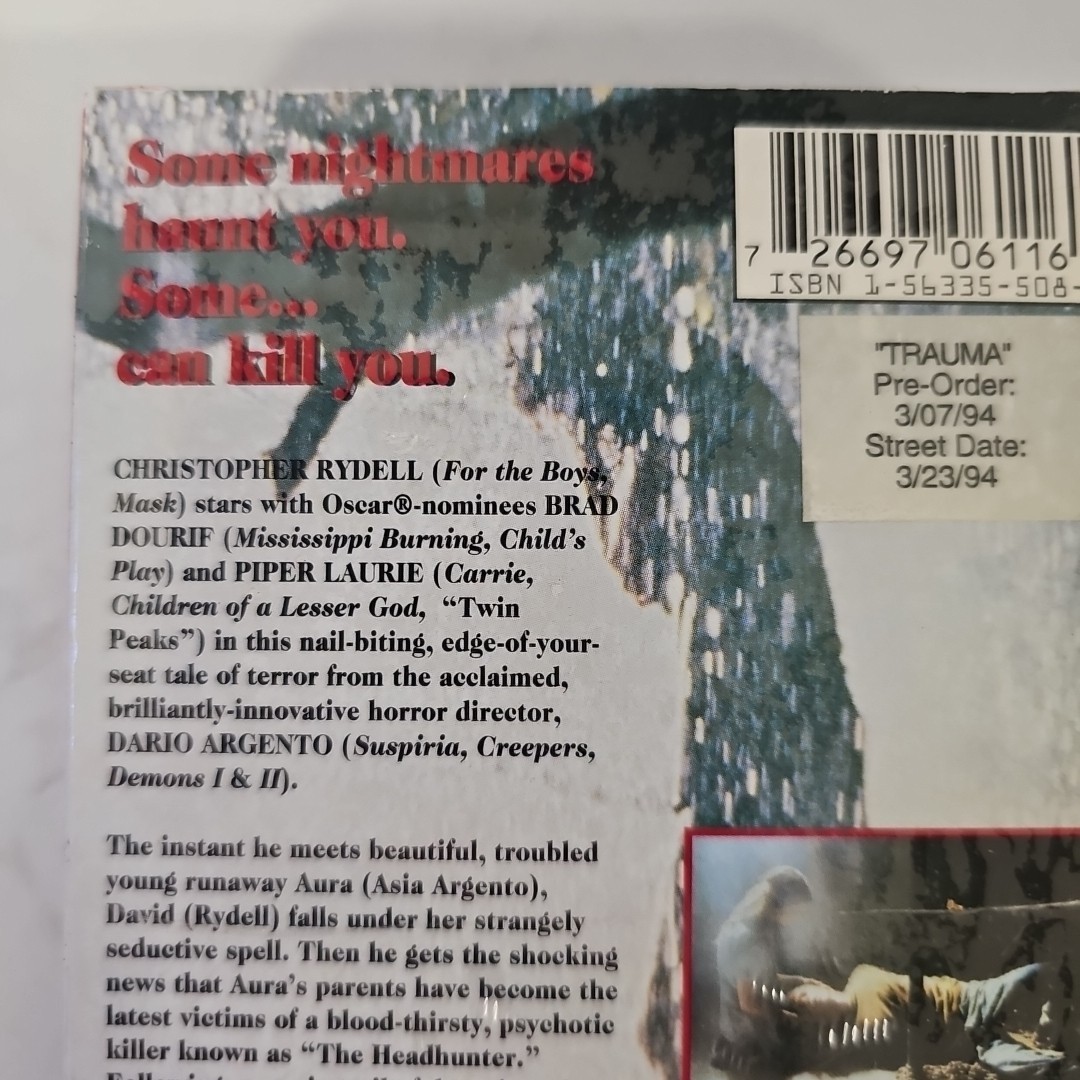 Some nightmares
haunt you.
Some...
can kill you.
7 26697 06116
ISBN 1-56335-508-
"TRAUMA"
Pre-Order:
3/07/94
Street Date:
3/23/94
CHRISTOPHER RYDELL (For the Boys,
Mask) stars with Oscar®-nominees BRAD
DOURIF (Mississippi Burning, Child's
Play) and PIPER LAURIE (Carrie,
Children of a Lesser God, “Twin
Peaks”) in this nail-biting, edge-of-your-
seat tale of terror from the acclaimed,
brilliantly-innovative horror director,
DARIO ARGENTO (Suspiria, Creepers,
Demons I & II).
The instant he meets beautiful, troubled
young runaway Aura (Asia Argento),
David (Rydell) falls under her strangely
seductive spell. Then he gets the shocking
news that Aura's parents have become the
latest victims of a blood-thirsty, psychotic
killer known as “The Headhunter.”